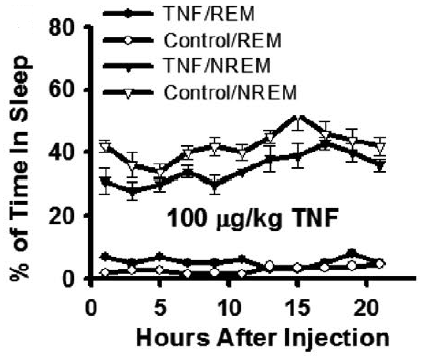 TNF/REM
Control/REM
TNF/NREM
Control/NREM
80
60
40
20
0
% of Time In Sleep
100 µg/kg TNF
0 5 10 15 20
Hours After Injection